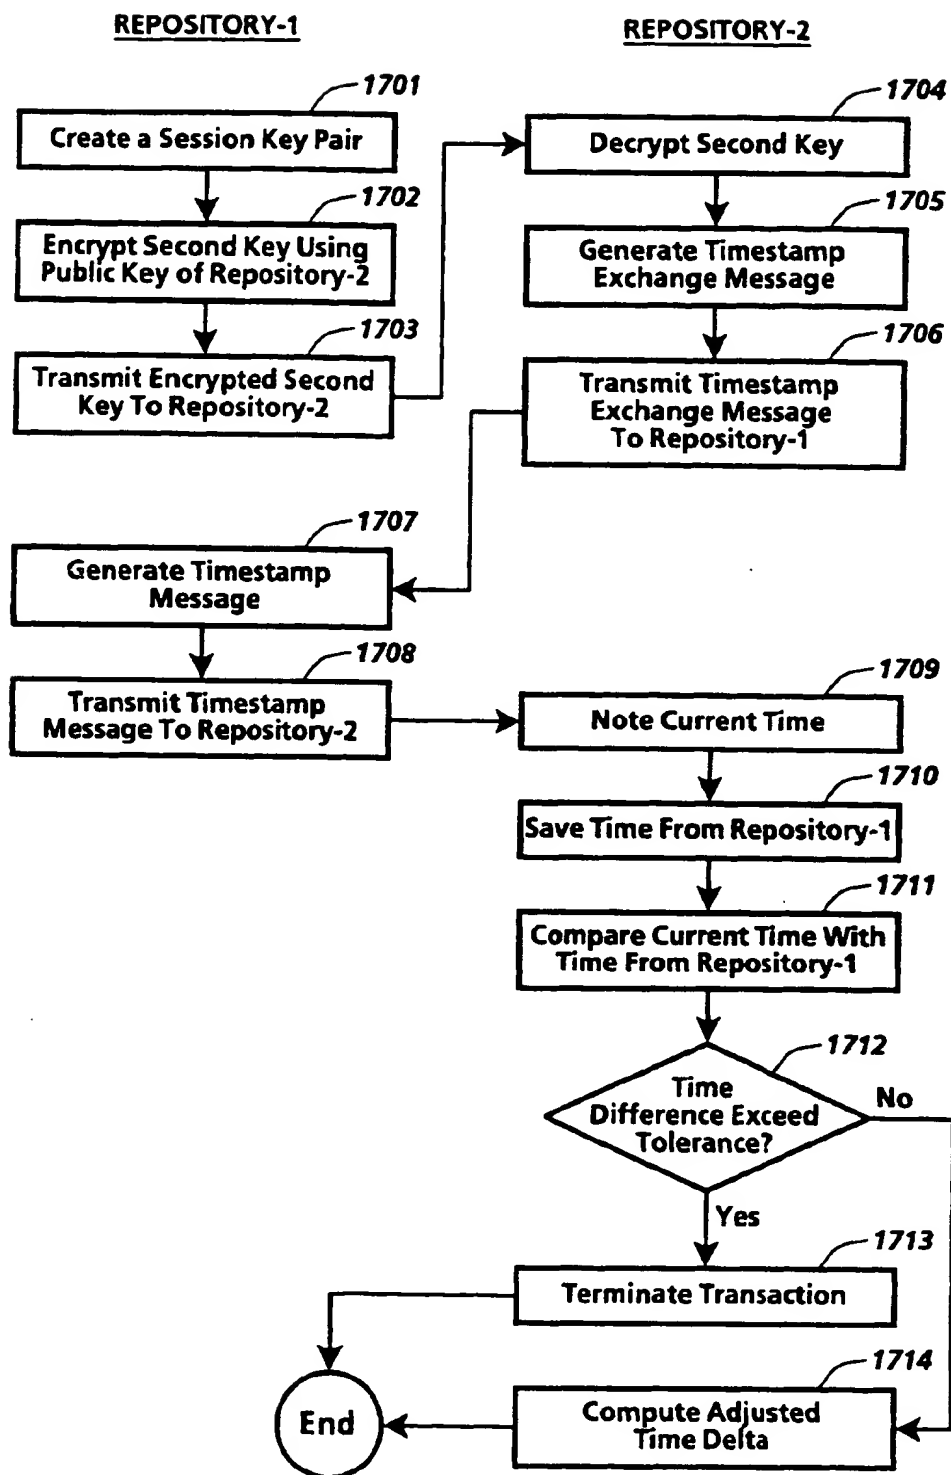 REPOSITORY-1
REPOSITORY-2
1701
Create a Session Key Pair
1702
Encrypt Second Key Using
Public Key of Repository-2
1703
Transmit Encrypted Second
Key To Repository-2
1704
Decrypt Second Key
1705
Generate Timestamp
Exchange Message
1706
Transmit Timestamp
Exchange Message
To Repository-1
1707
Generate Timestamp
Message
1708
Transmit Timestamp
Message To Repository-2
1709
Note Current Time
1710
Save Time From Repository-1
1711
Compare Current Time With
Time From Repository-1
1712
Time
Difference Exceed
Tolerance?
No
Yes
1713
Terminate Transaction
1714
Compute Adjusted
Time Delta
End